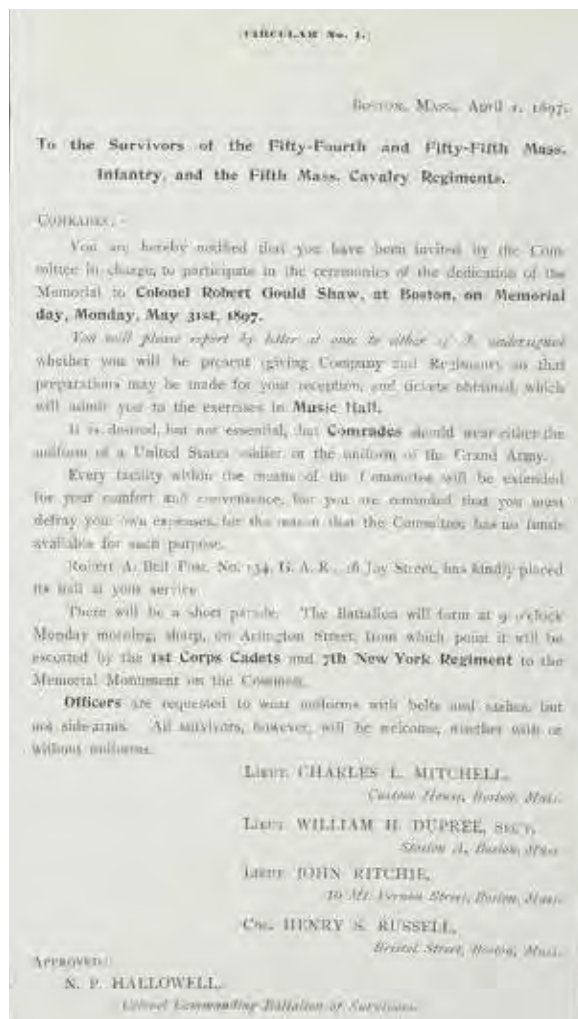 (CIRCULAR No. 1.)
Boston, Mass., April 1, 1897.
To the Survivors of the Fifty-Fourth and Fifty-Fifth Mass.
Infantry, and the Fifth Mass. Cavalry Regiments.
Comrades:-
You are hereby notified that you have been invited by the Com-
mittee in charge, to participate in the ceremonies of the dedication of the
Memorial to Colonel Robert Gould Shaw, at Boston, on Memorial
day, Monday, May 31st, 1897.
You will please report by letter at once to either of the undersigned
whether you will be present (giving Company and Regiment) so that
preparations may be made for your reception, and tickets obtained, which
will admit you to the exercises in Music Hall.
It is desired, but not essential, that Comrades should wear either the
uniform of a United States soldier or the uniform of the Grand Army.
Every facility within the means of the Committee will be extended
for your comfort and convenience, but you are reminded that you must
defray your own expenses, for the reason that the Committee has no funds
available for such purpose.
Robert A. Bell Post, No. 134, G. A. R., Joy Street, has kindly placed
its hall at your service.
There will be a short parade. The Battalion will form at 9 o'clock
Monday morning, sharp, on Arlington Street, from which point it will be
escorted by the 1st Corps Cadets and 7th New York Regiment to the
Memorial Monument on the Common.
Officers are requested to wear uniforms with belts and sashes, but
not side-arms. All survivors, however, will be welcome, whether with or
without uniforms.
Lieut. CHARLES L. MITCHELL,
Custom House, Boston, Mass.
Lieut. WILLIAM H. DUPREE, Sec'y,
Station A, Boston, Mass.
Lieut. JOHN RITCHIE,
10 Mt. Vernon Street, Boston, Mass.
Col. HENRY S. RUSSELL,
Bristol Street, Boston, Mass.
Approved:
N. P. HALLOWELL,
Colonel Commanding Battalion of Survivors.